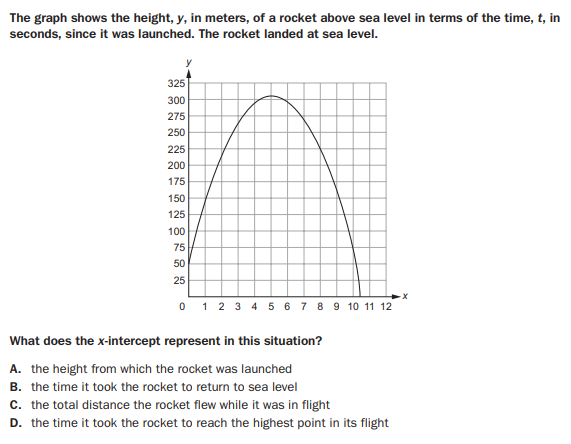 The graph shows the height, y, in meters, of a rocket above sea level in terms of the time, t, in
seconds, since it was launched. The rocket landed at sea level.
y
325
300
275
250
225
200
175
150
125
100
75
50
25
x
0 1 2 3 4 5 6 7 8 9 10 11 12
What does the x-intercept represent in this situation?
A. the height from which the rocket was launched
B. the time it took the rocket to return to sea level
C. the total distance the rocket flew while it was in flight
D. the time it took the rocket to reach the highest point in its flight